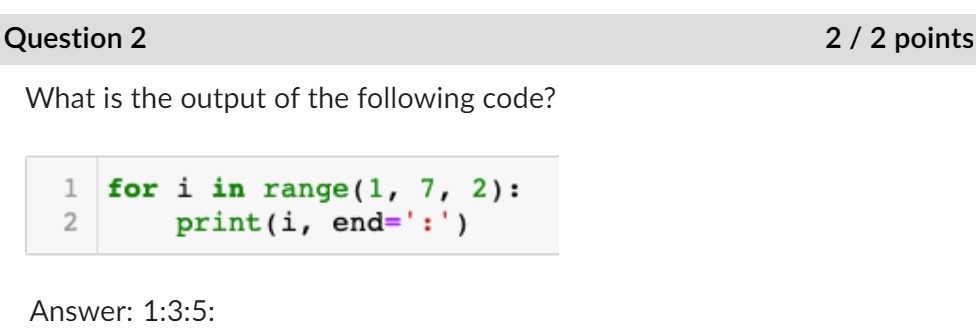 Question 2 2 / 2 points
What is the output of the following code?
1 for i in range(1, 7, 2):
2     print(i, end=':')
Answer: 1:3:5: